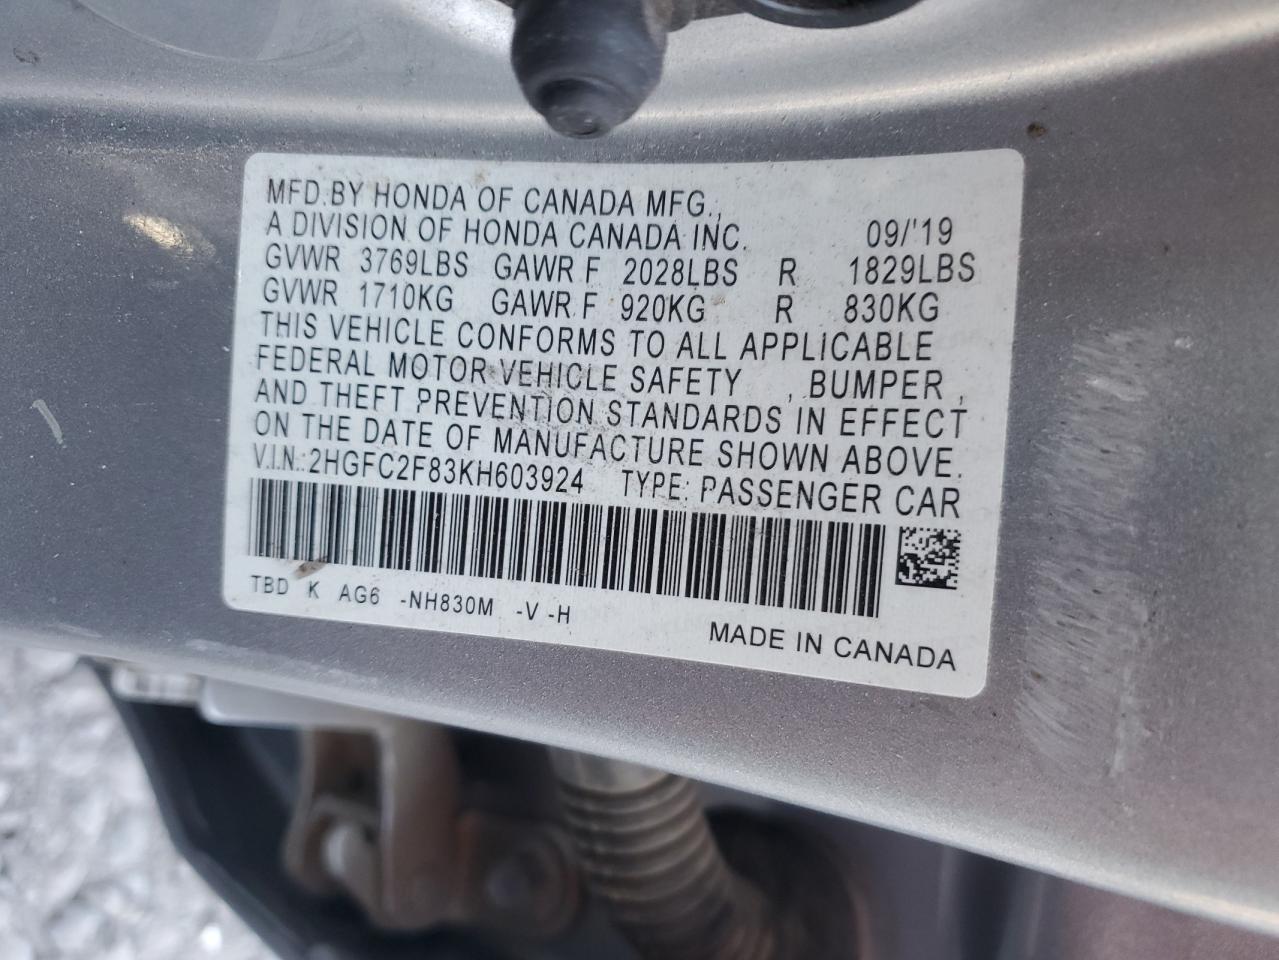 MFD.BY HONDA OF CANADA MFG.,
A DIVISION OF HONDA CANADA INC. 09/'19
GVWR 3769LBS GAWR F 2028LBS R 1829LBS
GVWR 1710KG GAWR F 920KG R 830KG
THIS VEHICLE CONFORMS TO ALL APPLICABLE
FEDERAL MOTOR VEHICLE SAFETY , BUMPER ,
AND THEFT PREVENTION STANDARDS IN EFFECT
ON THE DATE OF MANUFACTURE SHOWN ABOVE.
V.I.N.:2HGFC2F83KH603924 TYPE: PASSENGER CAR
TBD K AG6 -NH830M -V -H
MADE IN CANADA